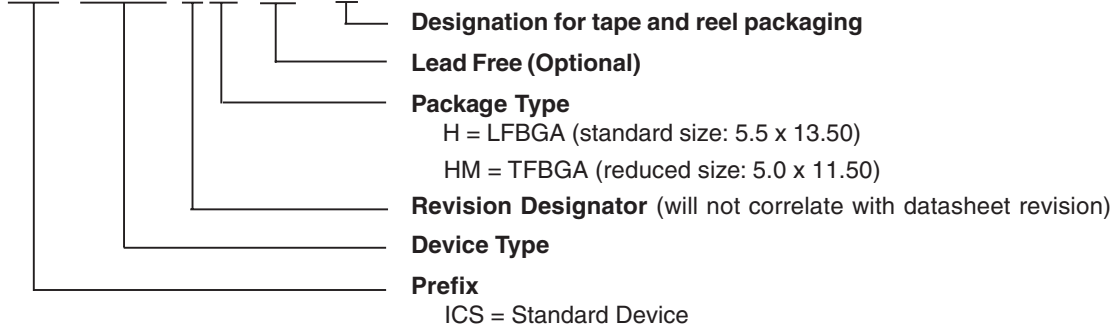 Designation for tape and reel packaging
Lead Free (Optional)
Package Type
H = LFBGA (standard size: 5.5 x 13.50)
HM = TFBGA (reduced size: 5.0 x 11.50)
Revision Designator (will not correlate with datasheet revision)
Device Type
Prefix
ICS = Standard Device